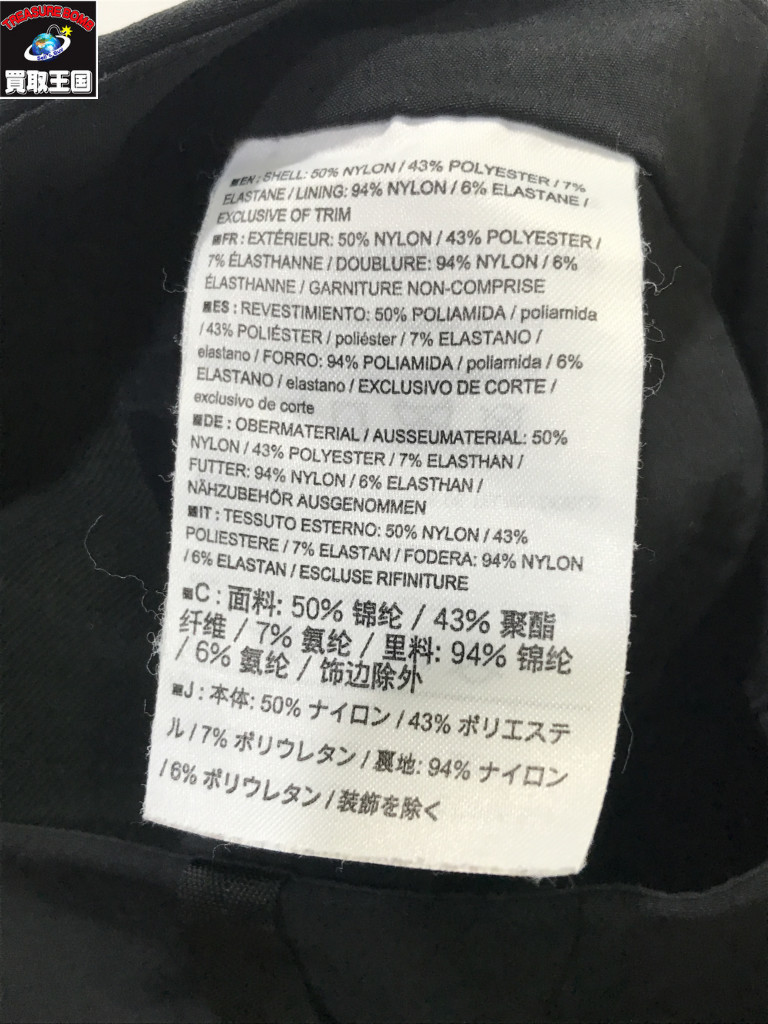 TREASURE BOMB
買取王国
■EN : SHELL: 50% NYLON / 43% POLYESTER / 7%
ELASTANE / LINING: 94% NYLON / 6% ELASTANE /
EXCLUSIVE OF TRIM
■FR : EXTÉRIEUR: 50% NYLON / 43% POLYESTER /
7% ÉLASTHANNE / DOUBLURE: 94% NYLON / 6%
ÉLASTHANNE / GARNITURE NON-COMPRISE
■ES : REVESTIMIENTO: 50% POLIAMIDA / poliamida
/ 43% POLIÉSTER / poliéster / 7% ELASTANO /
elastano / FORRO: 94% POLIAMIDA / poliamida / 6%
ELASTANO / elastano / EXCLUSIVO DE CORTE /
exclusivo de corte
■DE : OBERMATERIAL / AUSSEUMATERIAL: 50%
NYLON / 43% POLYESTER / 7% ELASTHAN /
FUTTER: 94% NYLON / 6% ELASTHAN /
NÄHZUBEHÖR AUSGENOMMEN
■IT : TESSUTO ESTERNO: 50% NYLON / 43%
POLIESTERE / 7% ELASTAN / FODERA: 94% NYLON
/ 6% ELASTAN / ESCLUSE RIFINITURE
■C : 面料: 50% 锦纶 / 43% 聚酯
纤维 / 7% 氨纶 / 里料: 94% 锦纶
/ 6% 氨纶 / 饰边除外
■J : 本体: 50% ナイロン / 43% ポリエステ
ル / 7% ポリウレタン / 裏地: 94% ナイロン
/ 6% ポリウレタン / 装飾を除く